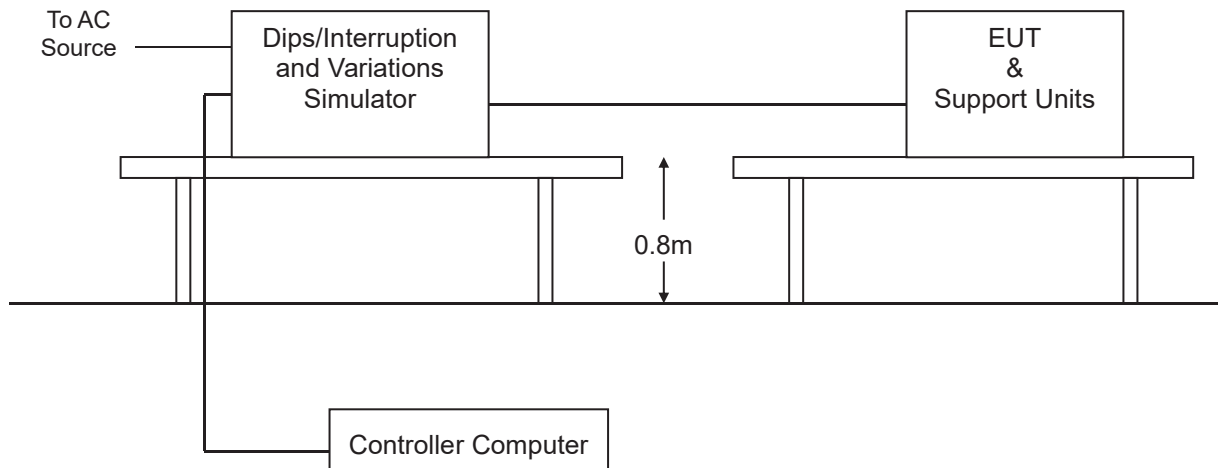 To AC
Source
Dips/Interruption
and Variations
Simulator
EUT
&
Support Units
0.8m
Controller Computer